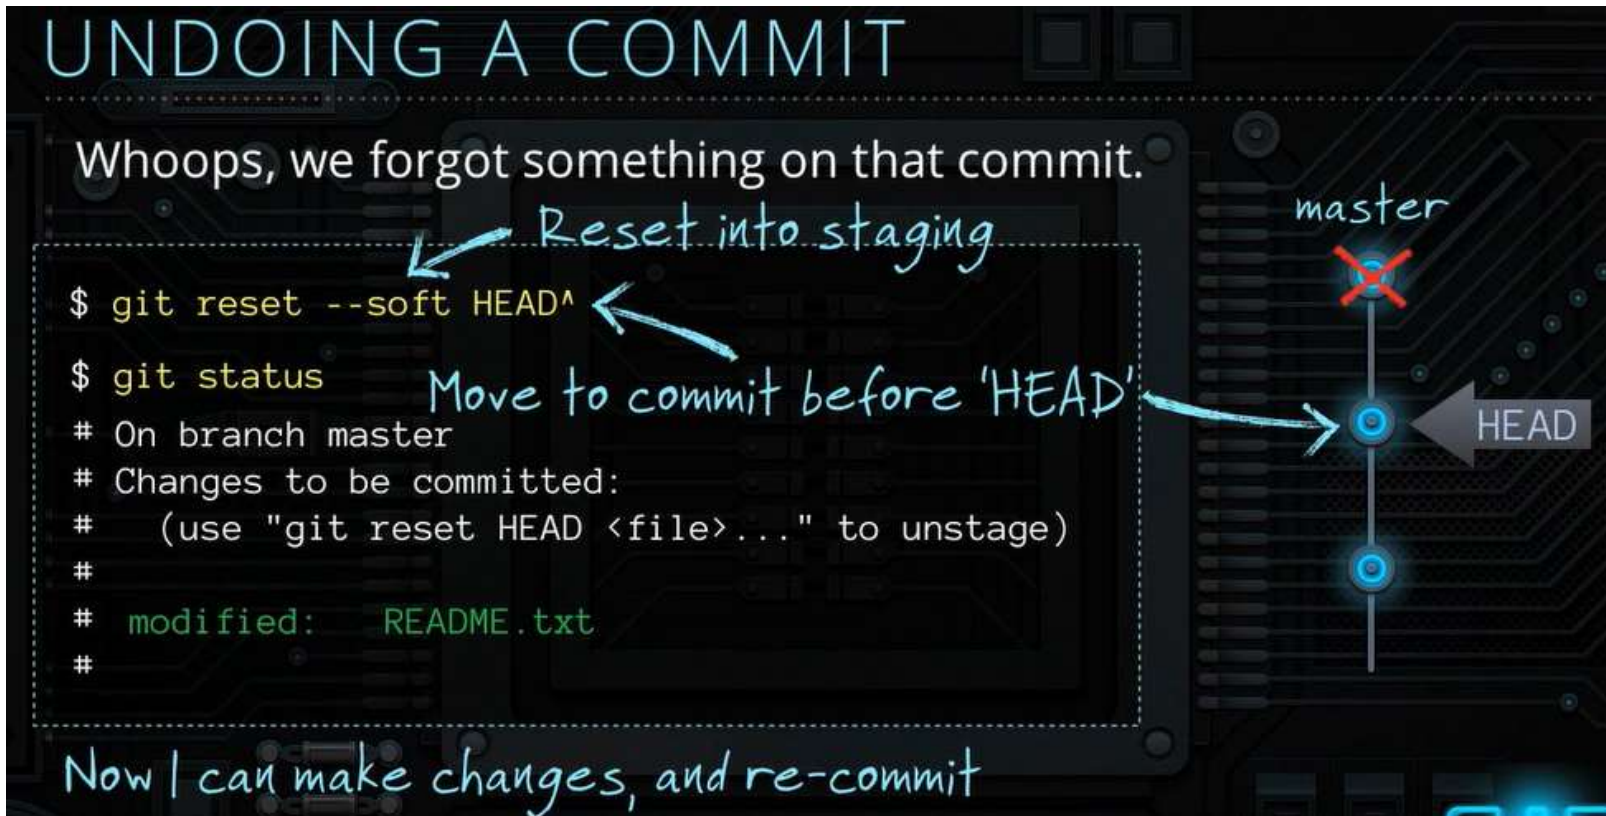 UNDOING A COMMIT
Whoops, we forgot something on that commit.
Reset into staging
master
$ git reset --soft HEAD^
$ git status
Move to commit before 'HEAD'
HEAD
# On branch master
# Changes to be committed:
#   (use "git reset HEAD <file>..." to unstage)
#
#  modified:   README.txt
#
Now I can make changes, and re-commit